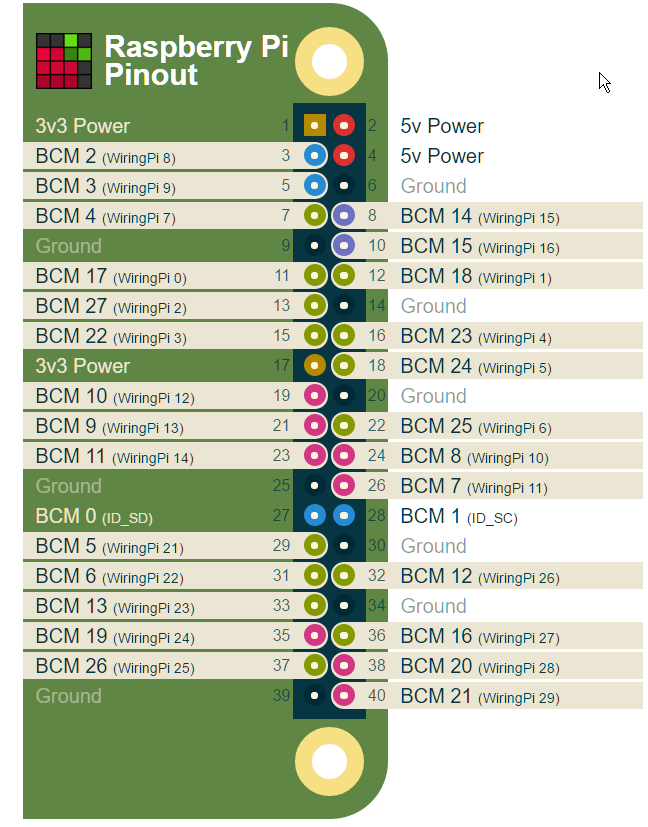 Raspberry Pi
Pinout
3v3 Power 1 2 5v Power
BCM 2 (WiringPi 8) 3 4 5v Power
BCM 3 (WiringPi 9) 5 6 Ground
BCM 4 (WiringPi 7) 7 8 BCM 14 (WiringPi 15)
Ground 9 10 BCM 15 (WiringPi 16)
BCM 17 (WiringPi 0) 11 12 BCM 18 (WiringPi 1)
BCM 27 (WiringPi 2) 13 14 Ground
BCM 22 (WiringPi 3) 15 16 BCM 23 (WiringPi 4)
3v3 Power 17 18 BCM 24 (WiringPi 5)
BCM 10 (WiringPi 12) 19 20 Ground
BCM 9 (WiringPi 13) 21 22 BCM 25 (WiringPi 6)
BCM 11 (WiringPi 14) 23 24 BCM 8 (WiringPi 10)
Ground 25 26 BCM 7 (WiringPi 11)
BCM 0 (ID_SD) 27 28 BCM 1 (ID_SC)
BCM 5 (WiringPi 21) 29 30 Ground
BCM 6 (WiringPi 22) 31 32 BCM 12 (WiringPi 26)
BCM 13 (WiringPi 23) 33 34 Ground
BCM 19 (WiringPi 24) 35 36 BCM 16 (WiringPi 27)
BCM 26 (WiringPi 25) 37 38 BCM 20 (WiringPi 28)
Ground 39 40 BCM 21 (WiringPi 29)